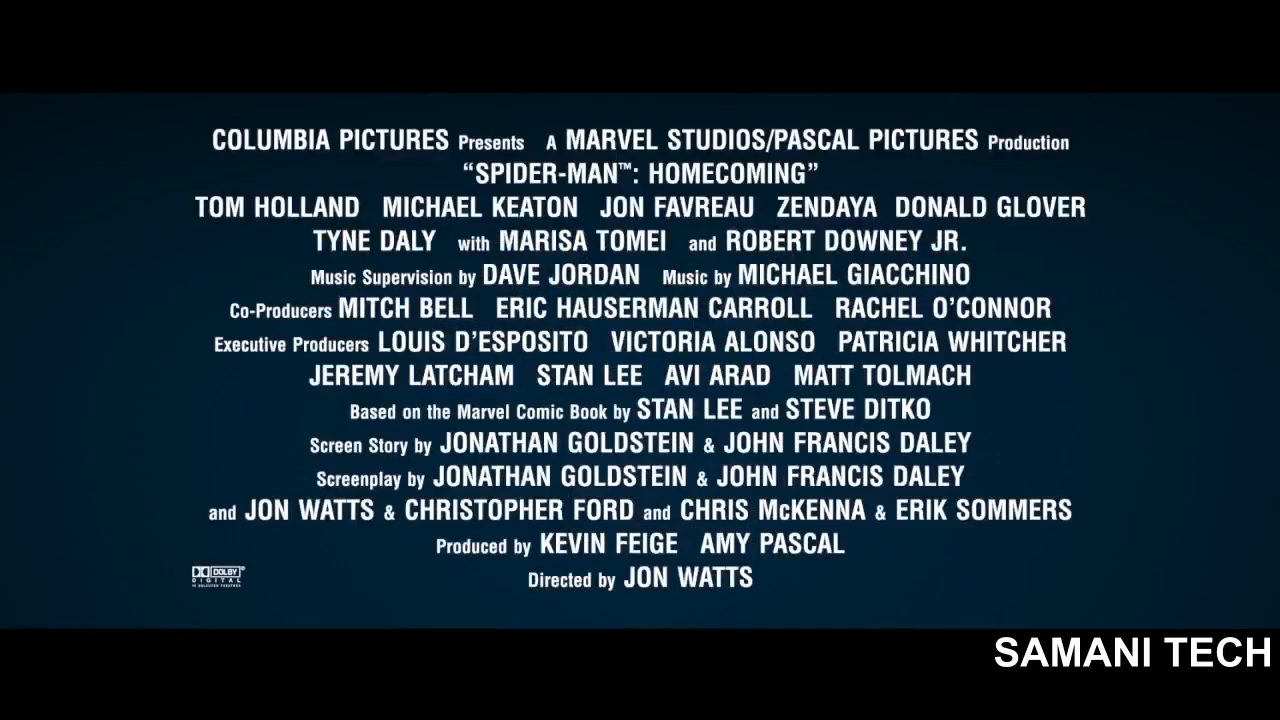 COLUMBIA PICTURES Presents A MARVEL STUDIOS/PASCAL PICTURES Production
“SPIDER-MAN™: HOMECOMING”
TOM HOLLAND MICHAEL KEATON JON FAVREAU ZENDAYA DONALD GLOVER
TYNE DALY with MARISA TOMEI and ROBERT DOWNEY JR.
Music Supervision by DAVE JORDAN Music by MICHAEL GIACCHINO
Co-Producers MITCH BELL ERIC HAUSERMAN CARROLL RACHEL O’CONNOR
Executive Producers LOUIS D’ESPOSITO VICTORIA ALONSO PATRICIA WHITCHER
JEREMY LATCHAM STAN LEE AVI ARAD MATT TOLMACH
Based on the Marvel Comic Book by STAN LEE and STEVE DITKO
Screen Story by JONATHAN GOLDSTEIN & JOHN FRANCIS DALEY
Screenplay by JONATHAN GOLDSTEIN & JOHN FRANCIS DALEY
and JON WATTS & CHRISTOPHER FORD and CHRIS McKENNA & ERIK SOMMERS
Produced by KEVIN FEIGE AMY PASCAL
Directed by JON WATTS
DOLBY
DIGITAL
IN SELECTED THEATRES
SAMANI TECH